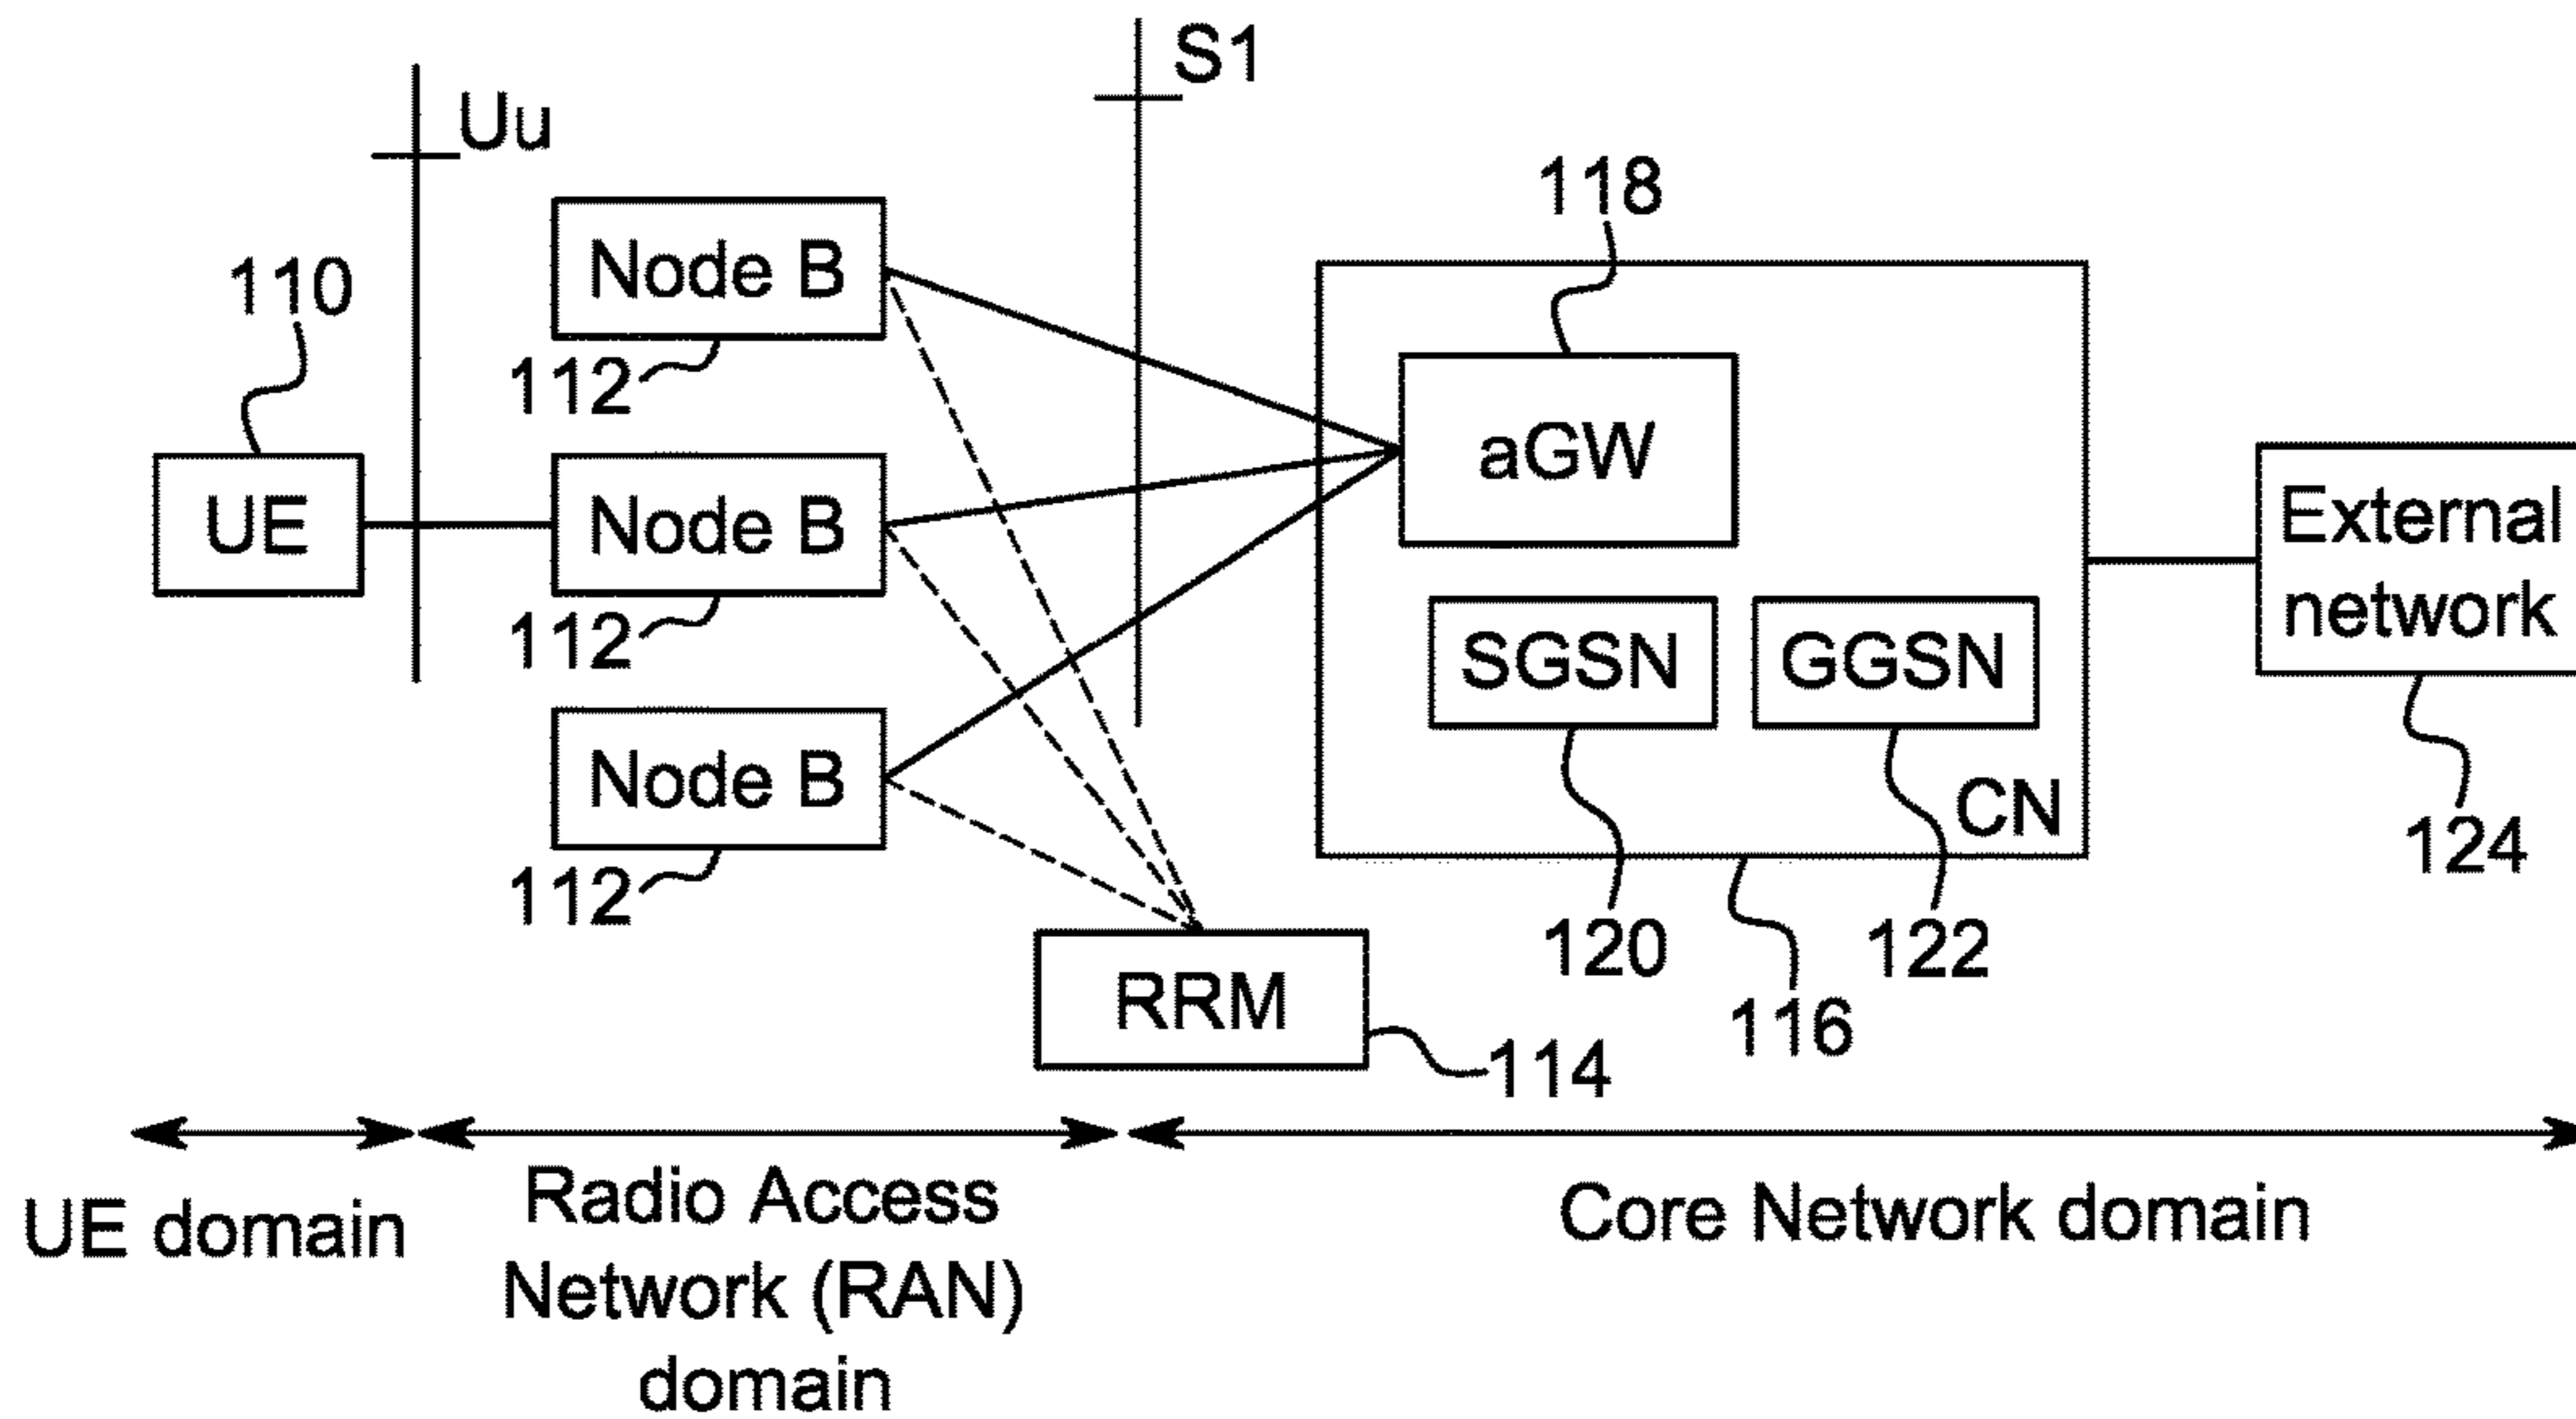 S1
Uu
118
Node B
110
112
aGW
External
network
UE
Node B
112
SGSN
GGSN
Node B
CN
112
124
120
122
RRM
116
114
UE domain
Radio Access
Network (RAN)
domain
Core Network domain